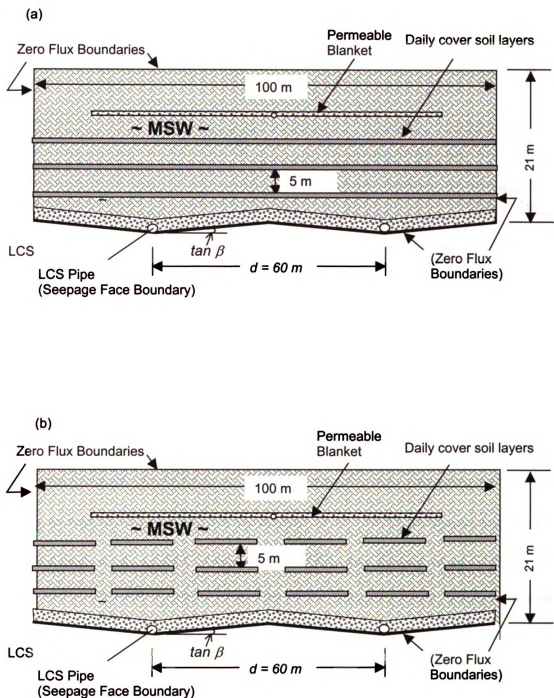 (a)
Zero Flux Boundaries
Permeable
Blanket
Daily cover soil layers
100 m
~ MSW ~
5 m
21 m
LCS
tan β
LCS Pipe
(Seepage Face Boundary)
d = 60 m
(Zero Flux
Boundaries)
(b)
Zero Flux Boundaries
Permeable
Blanket
Daily cover soil layers
100 m
~ MSW ~
5 m
21 m
LCS
tan β
LCS Pipe
(Seepage Face Boundary)
d = 60 m
(Zero Flux
Boundaries)